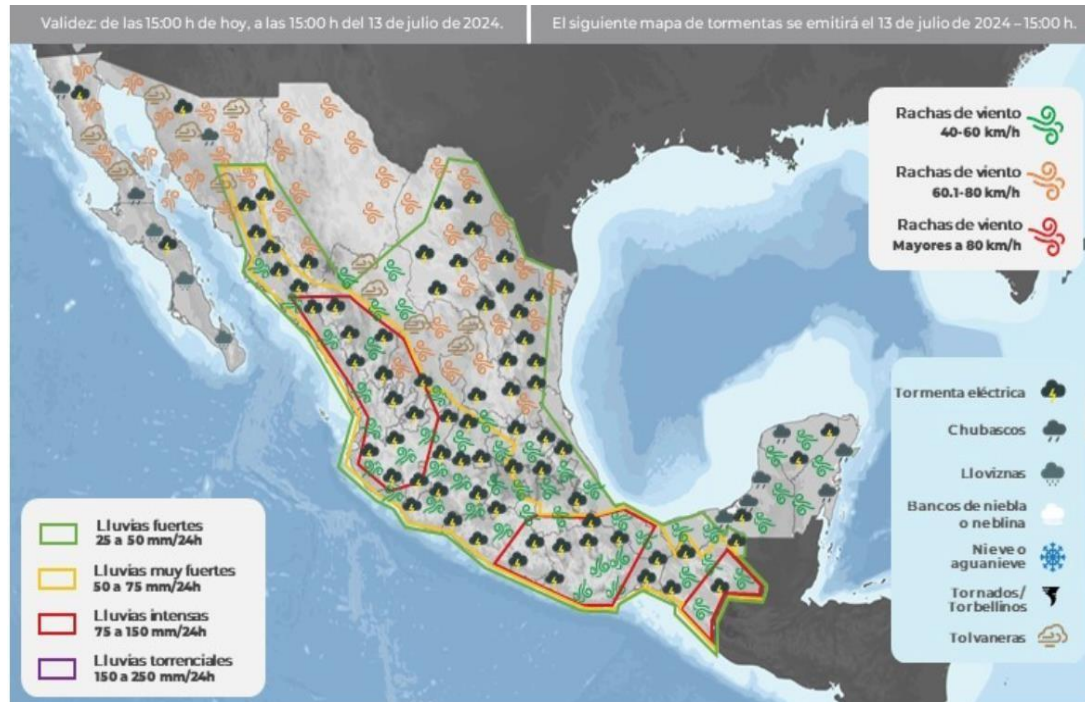 Validez: de las 15:00 h de hoy, a las 15:00 h del 13 de julio de 2024.
El siguiente mapa de tormentas se emitirá el 13 de julio de 2024 – 15:00 h.
Rachas de viento
40-60 km/h
Rachas de viento
60.1-80 km/h
Rachas de viento
Mayores a 80 km/h
Tormenta eléctrica
Chubascos
Lloviznas
Bancos de niebla
o neblina
Nieve o
aguanieve
Tornados/
Torbellinos
Tolvaneras
Lluvias fuertes
25 a 50 mm/24h
Lluvias muy fuertes
50 a 75 mm/24h
Lluvias intensas
75 a 150 mm/24h
Lluvias torrenciales
150 a 250 mm/24h